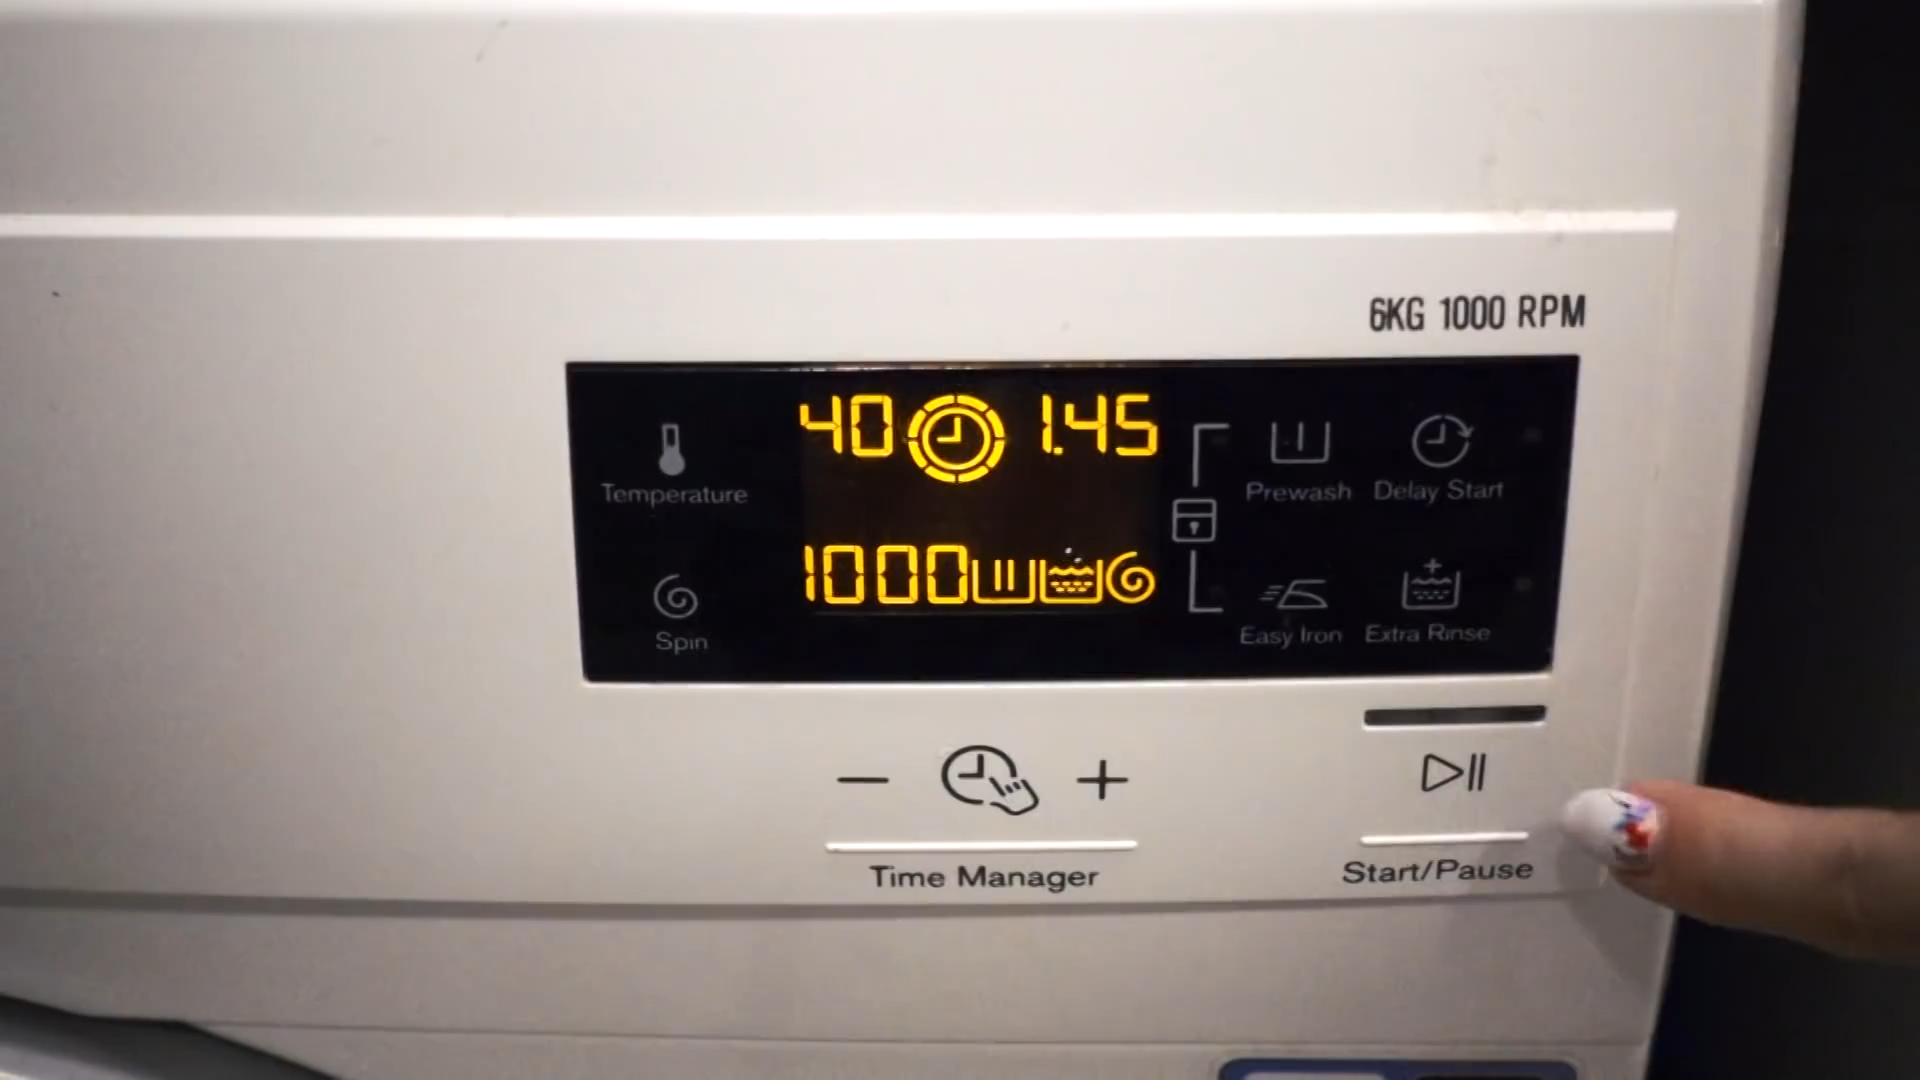 6KG 1000 RPM
40 1.45
Temperature
Prewash Delay Start
1000
Spin
Easy Iron Extra Rinse
Time Manager
Start/Pause